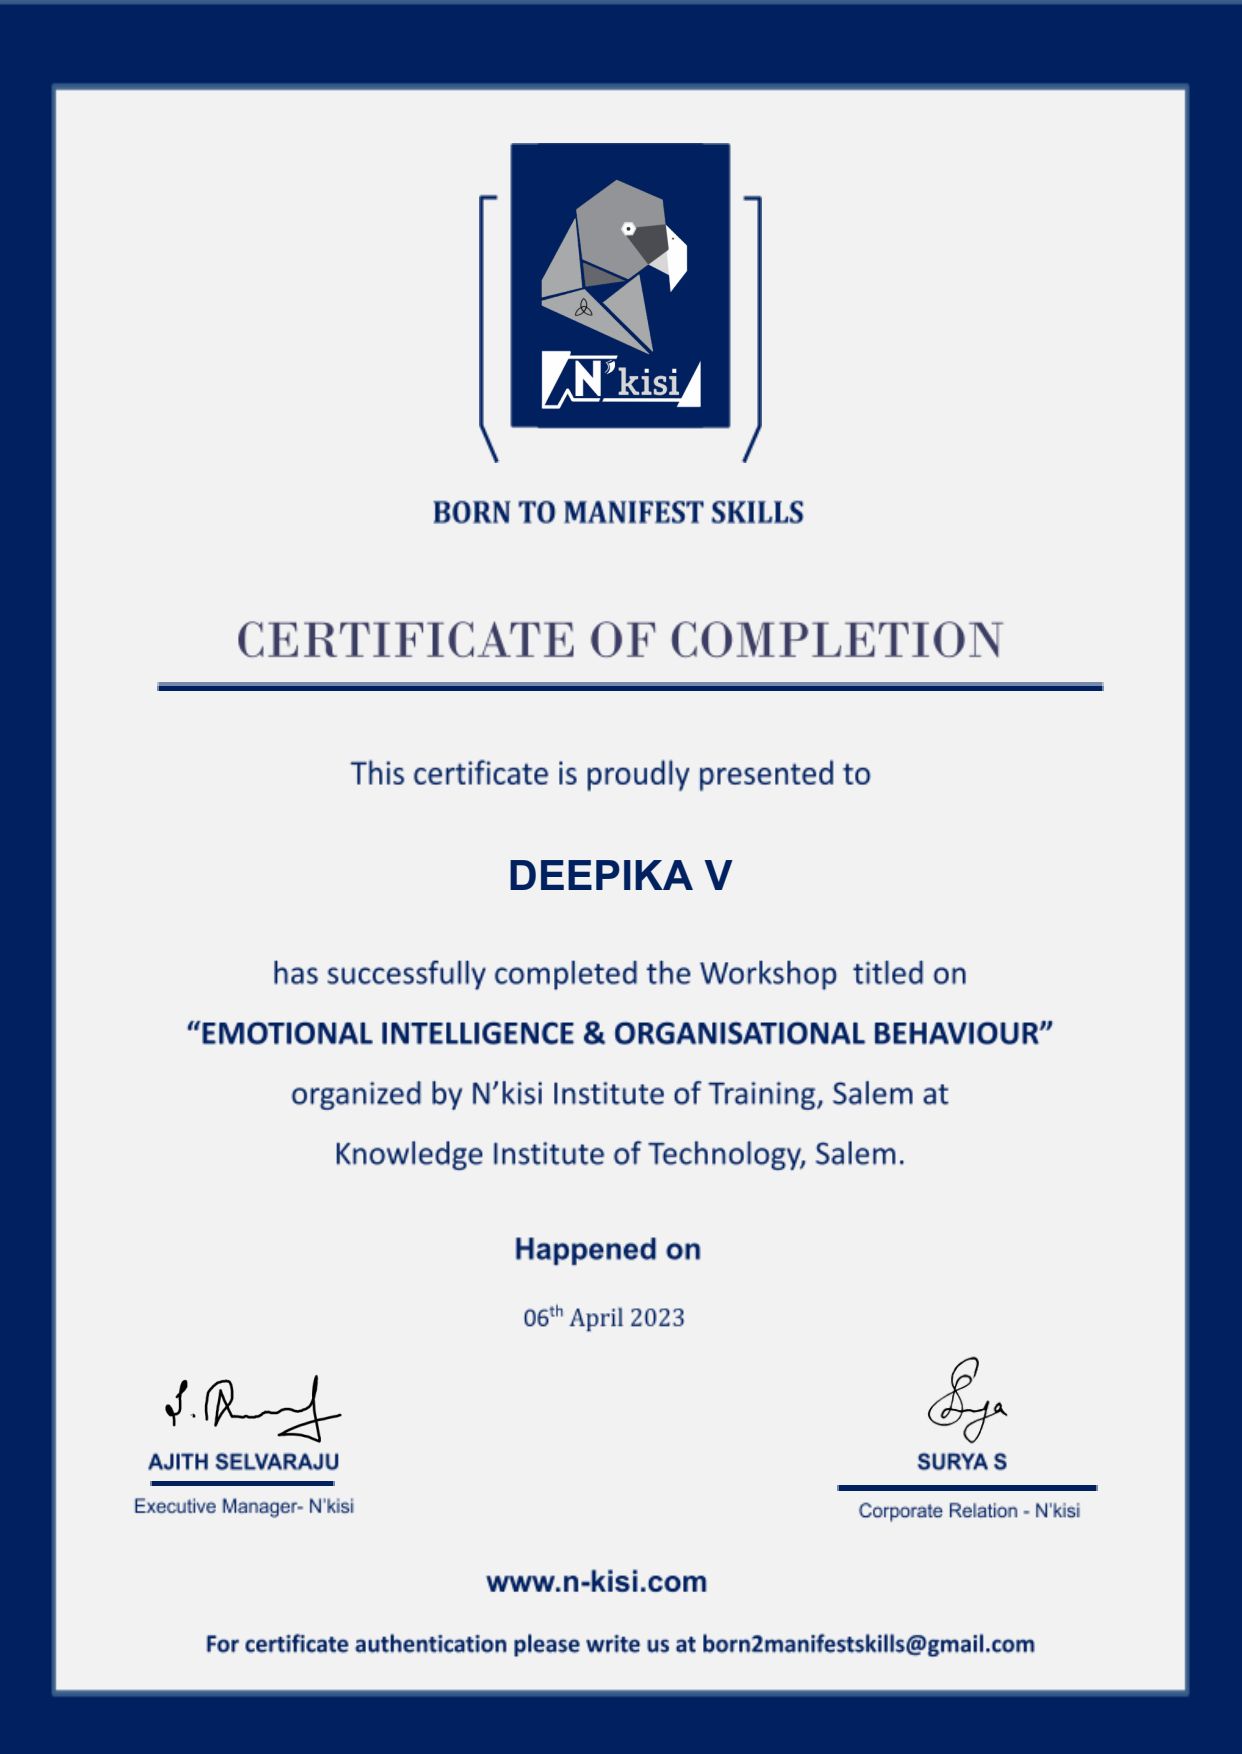 N'kisi
BORN TO MANIFEST SKILLS
CERTIFICATE OF COMPLETION
This certificate is proudly presented to
DEEPIKA V
has successfully completed the Workshop  titled on
“EMOTIONAL INTELLIGENCE & ORGANISATIONAL BEHAVIOUR”
organized by N’kisi Institute of Training, Salem at
Knowledge Institute of Technology, Salem.
Happened on
06th April 2023
Surya
AJITH SELVARAJU
SURYA S
Executive Manager- N'kisi
Corporate Relation - N'kisi
www.n-kisi.com
For certificate authentication please write us at born2manifestskills@gmail.com